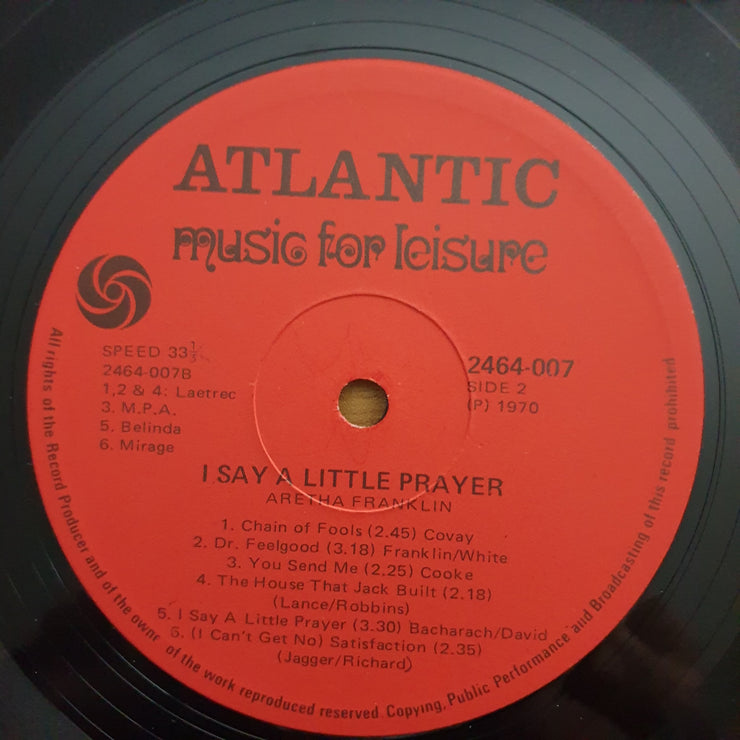 ATLANTIC
music for leisure
SPEED 33⅓
2464-007B
1,2 & 4: Laetrec
3. M.P.A.
5. Belinda
6. Mirage
2464-007
SIDE 2
(P) 1970
I SAY A LITTLE PRAYER
ARETHA FRANKLIN
1. Chain of Fools (2.45) Covay
2. Dr. Feelgood (3.18) Franklin/White
3. You Send Me (2.25) Cooke
4. The House That Jack Built (2.18)
(Lance/Robbins)
5. I Say A Little Prayer (3.30) Bacharach/David
6. (I Can't Get No) Satisfaction (2.35)
(Jagger/Richard)
All rights of the Record Producer and of the owner of the work reproduced reserved Copying, Public Performance and Broadcasting of this record prohibited